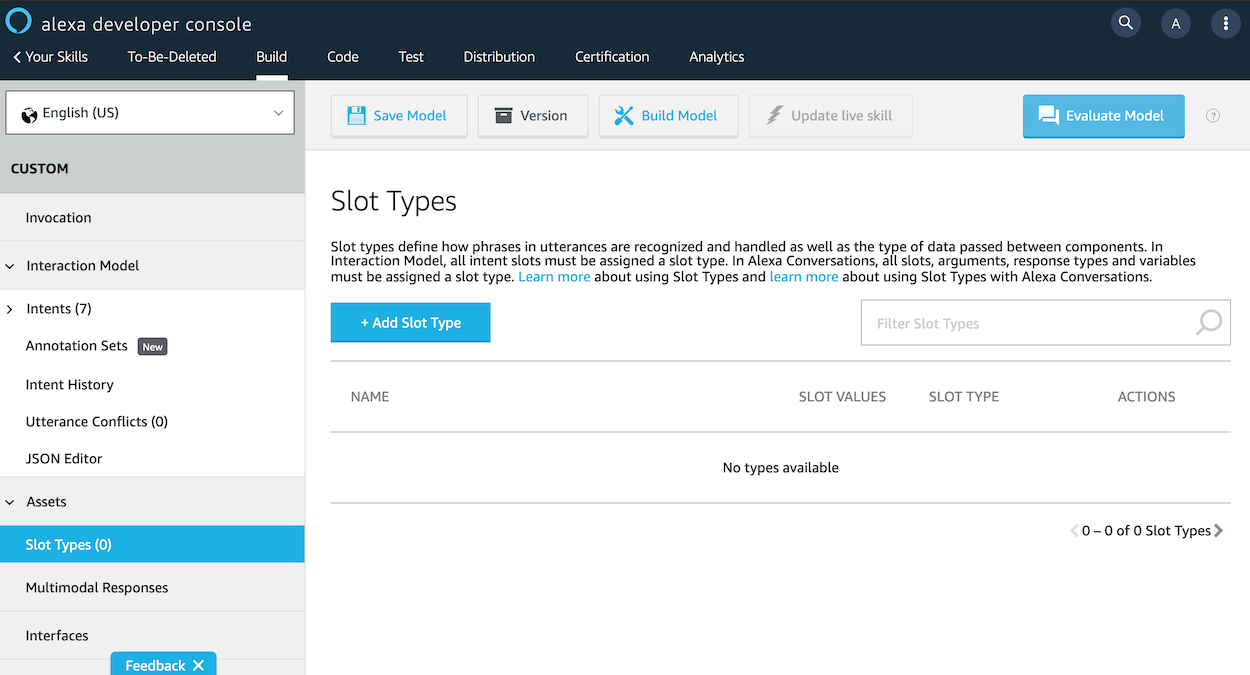 alexa developer console
A
Your Skills To-Be-Deleted Build Code Test Distribution Certification Analytics
English (US)
Save Model Version Build Model Update live skill Evaluate Model ?
CUSTOM
Invocation
Interaction Model
Intents (7)
Annotation Sets New
Intent History
Utterance Conflicts (0)
JSON Editor
Assets
Slot Types (0)
Multimodal Responses
Interfaces
Feedback
Slot Types
Slot types define how phrases in utterances are recognized and handled as well as the type of data passed between components. In
Interaction Model, all intent slots must be assigned a slot type. In Alexa Conversations, all slots, arguments, response types and variables
must be assigned a slot type. Learn more about using Slot Types and learn more about using Slot Types with Alexa Conversations.
+ Add Slot Type Filter Slot Types
NAME SLOT VALUES SLOT TYPE ACTIONS
No types available
0 – 0 of 0 Slot Types